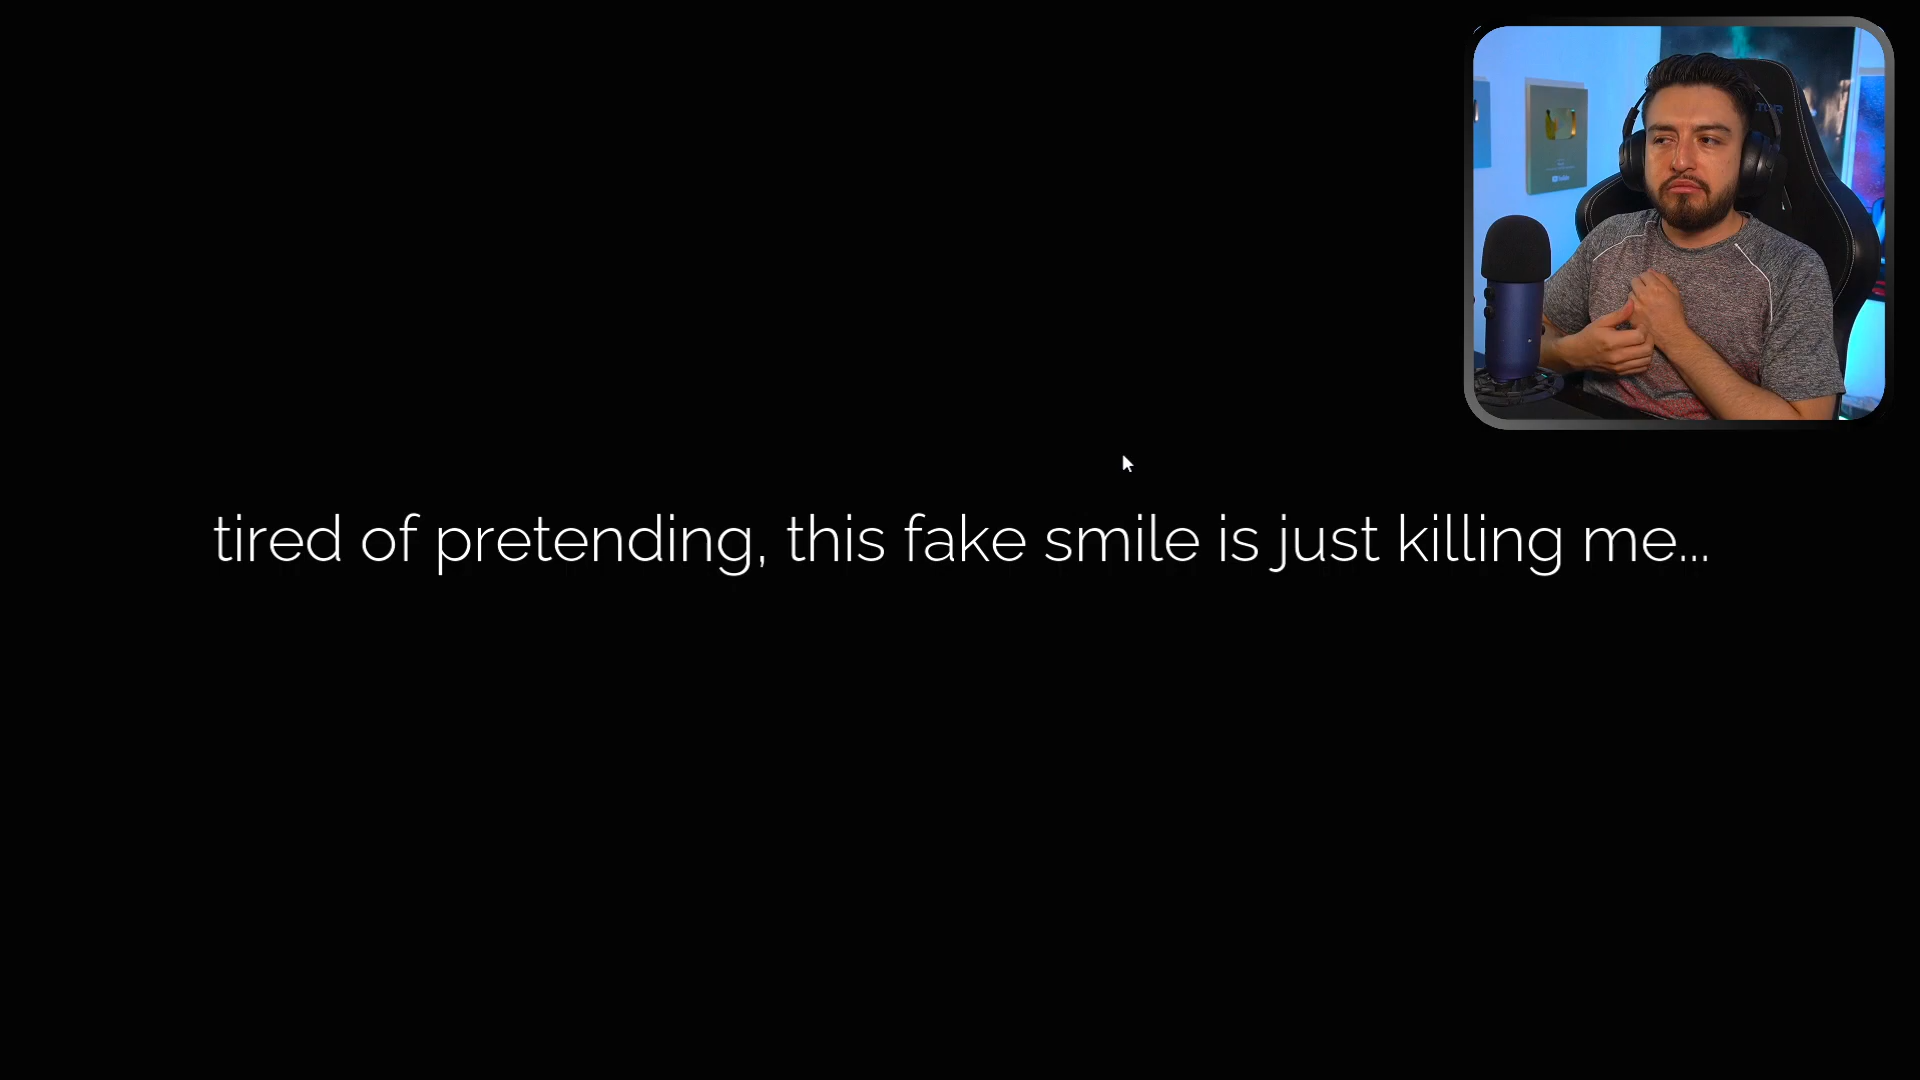 tired of pretending, this fake smile is just killing me...